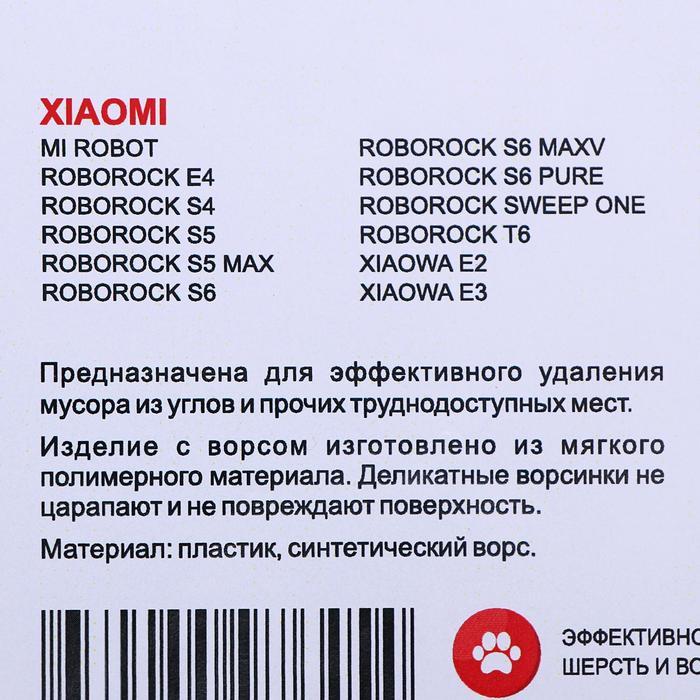 XIAOMI
MI ROBOT
ROBOROCK E4
ROBOROCK S4
ROBOROCK S5
ROBOROCK S5 MAX
ROBOROCK S6
ROBOROCK S6 MAXV
ROBOROCK S6 PURE
ROBOROCK SWEEP ONE
ROBOROCK T6
XIAOWA E2
XIAOWA E3
Предназначена для эффективного удаления
мусора из углов и прочих труднодоступных мест.
Изделие с ворсом изготовлено из мягкого
полимерного материала. Деликатные ворсинки не
царапают и не повреждают поверхность.
Материал: пластик, синтетический ворс.
ЭФФЕКТИВНО
ШЕРСТЬ И ВО